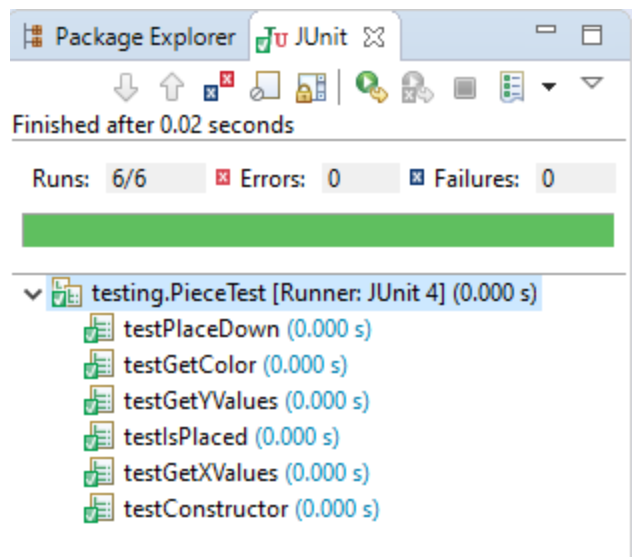 Package Explorer JUnit
Finished after 0.02 seconds
Runs: 6/6 Errors: 0 Failures: 0
testing.PieceTest [Runner: JUnit 4] (0.000 s)
testPlaceDown (0.000 s)
testGetColor (0.000 s)
testGetYValues (0.000 s)
testIsPlaced (0.000 s)
testGetXValues (0.000 s)
testConstructor (0.000 s)